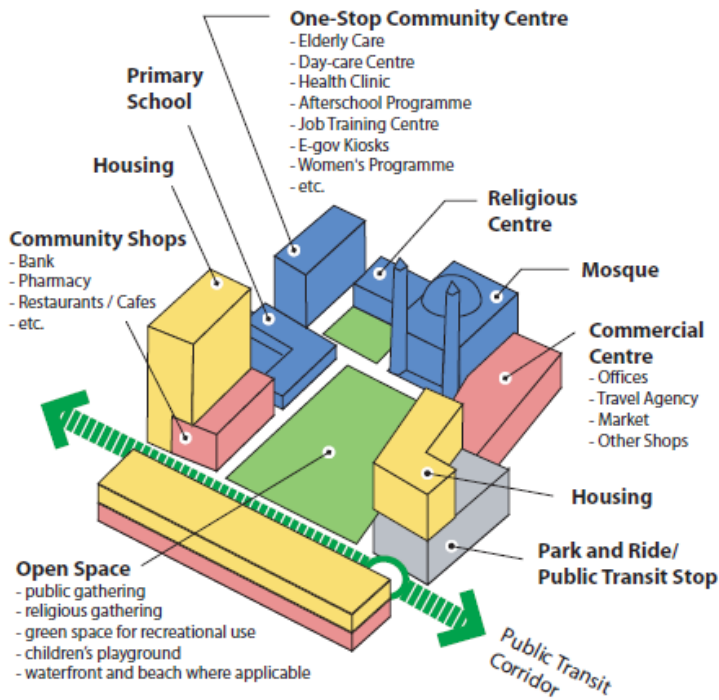 One-Stop Community Centre
- Elderly Care
- Day-care Centre
- Health Clinic
- Afterschool Programme
- Job Training Centre
- E-gov Kiosks
- Women's Programme
- etc.
Primary
School
Housing
Community Shops
- Bank
- Pharmacy
- Restaurants / Cafes
- etc.
Religious
Centre
Mosque
Commercial
Centre
- Offices
- Travel Agency
- Market
- Other Shops
Housing
Park and Ride/
Public Transit Stop
Open Space
- public gathering
- religious gathering
- green space for recreational use
- children's playground
- waterfront and beach where applicable
Public Transit
Corridor